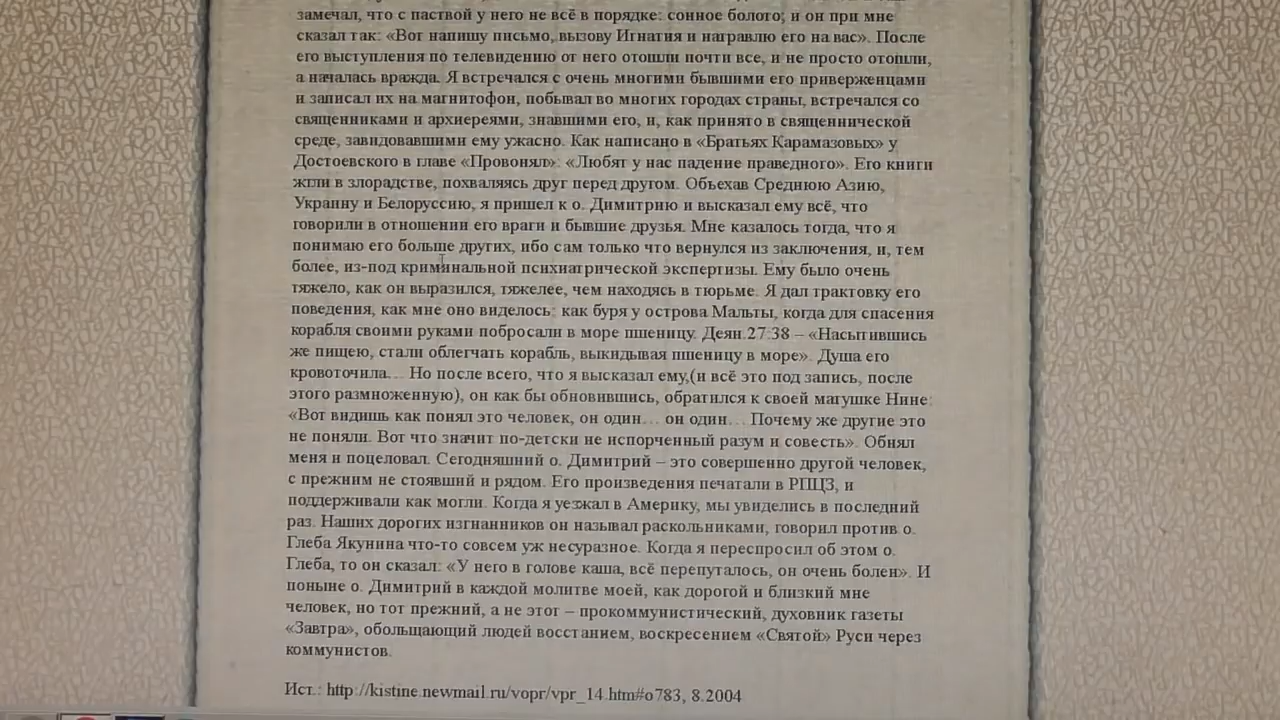 замечал, что с паствой у него не всё в порядке: сонное болото; и он при мне
сказал так: «Вот напишу письмо, вызову Игнатия и натравлю его на вас». После
его выступления по телевидению от него отошли почти все, и не просто отошли,
а началась вражда. Я встречался с очень многими бывшими его приверженцами
и записал их на магнитофон, побывал во многих городах страны, встречался со
священниками и архиереями, знавшими его, и, как принято в священнической
среде, завидовавшими ему ужасно. Как написано в «Братьях Карамазовых» у
Достоевского в главе «Провонял»: «Любят у нас падение праведного». Его книги
жгли в злорадстве, похваляясь друг перед другом. Объехав Среднюю Азию,
Украину и Белоруссию, я пришел к о. Димитрию и высказал ему всё, что
говорили в отношении его враги и бывшие друзья. Мне казалось тогда, что я
понимаю его больше других, ибо сам только что вернулся из заключения, и, тем
более, из-под криминальной психиатрической экспертизы. Ему было очень
тяжело, как он выразился, тяжелее, чем находясь в тюрьме. Я дал трактовку его
поведения, как мне оно виделось: как буря у острова Мальты, когда для спасения
корабля своими руками побросали в море пшеницу. Деян.27:38 – «Насытившись
же пищею, стали облегчать корабль, выкидывая пшеницу в море». Душа его
кровоточила… Но после всего, что я высказал ему,(и всё это под запись, после
этого размноженную), он как бы обновившись, обратился к своей матушке Нине:
«Вот видишь как понял это человек, он один… он один… Почему же другие это
не поняли. Вот что значит по-детски не испорченный разум и совесть». Обнял
меня и поцеловал. Сегодняшний о. Димитрий – это совершенно другой человек,
с прежним не стоявший и рядом. Его произведения печатали в РПЦЗ, и
поддерживали как могли. Когда я уезжал в Америку, мы увиделись в последний
раз. Наших дорогих изгнанников он называл раскольниками, говорил против о.
Глеба Якунина что-то совсем уж несуразное. Когда я переспросил об этом о.
Глеба, то он сказал: «У него в голове каша, всё перепуталось, он очень болен». И
поныне о. Димитрий в каждой молитве моей, как дорогой и близкий мне
человек, но тот прежний, а не этот – прокоммунистический, духовник газеты
«Завтра», обольщающий людей восстанием, воскресением «Святой» Руси через
коммунистов.
Ист.: http://kistine.newmail.ru/vopr/vpr_14.htm#o783, 8.2004